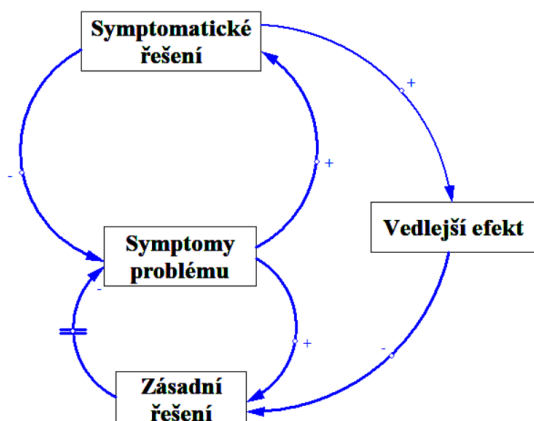 Symptomatické
řešení
+
-
+
Vedlejší efekt
Symptomy
problému
-
+
-
Zásadní
řešení